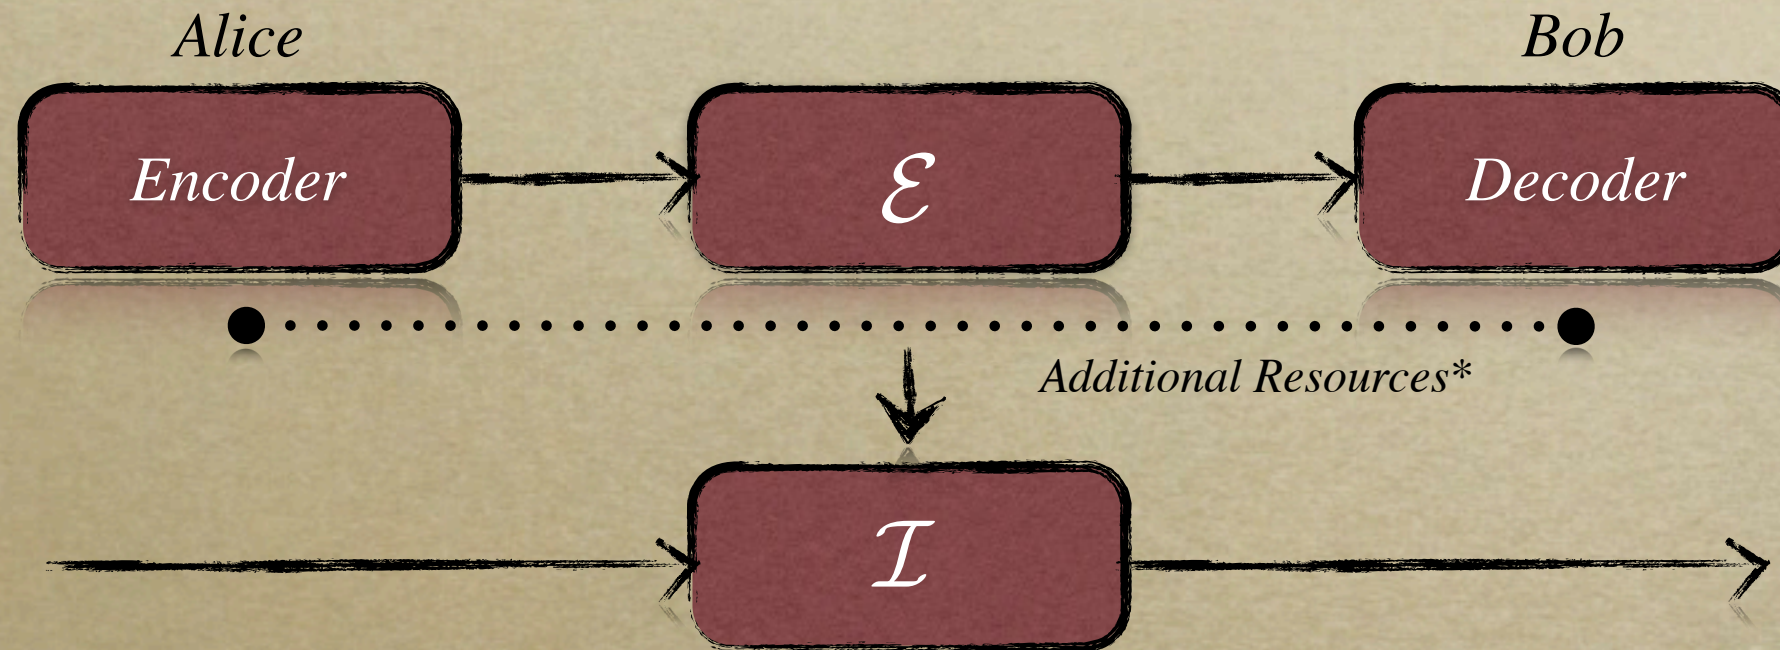 Alice
Bob
Encoder
ℰ
Decoder
Additional Resources*
ℐ